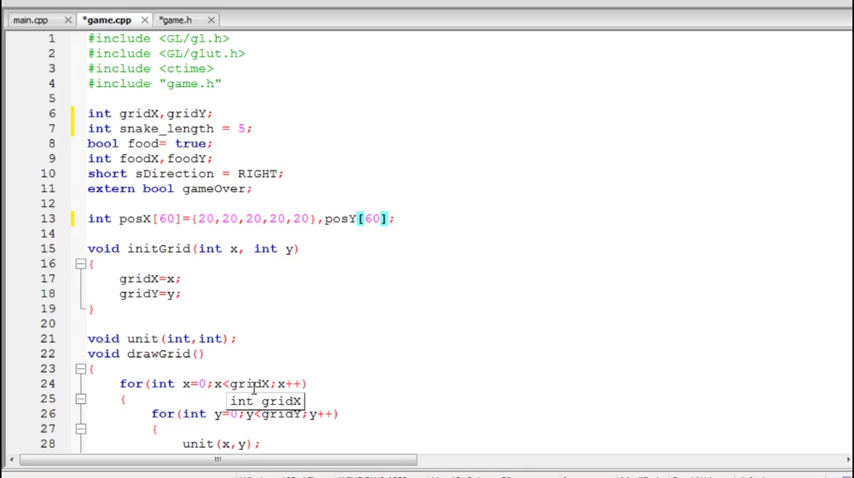 main.cpp × *game.cpp × *game.h ×
1 #include <GL/gl.h>
2 #include <GL/glut.h>
3 #include <ctime>
4 #include "game.h"
5
6 int gridX,gridY;
7 int snake_length = 5;
8 bool food= true;
9 int foodX,foodY;
10 short sDirection = RIGHT;
11 extern bool gameOver;
12
13 int posX[60]={20,20,20,20,20},posY[60];
14
15 void initGrid(int x, int y)
16 {
17 gridX=x;
18 gridY=y;
19 }
20
21 void unit(int,int);
22 void drawGrid()
23 {
24 for(int x=0;x<gridX;x++)
25 { int gridX
26 for(int y=0;y<gridY;y++)
27 {
28 unit(x,y);